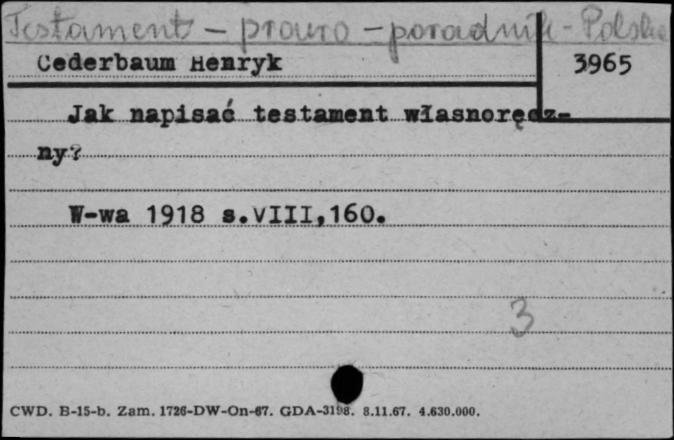 Testament - prawo - poradnik - Polska
Cederbaum Henryk
3965
Jak napisać testament własnoręcz-
ny?
W-wa 1918 s.VIII,160.
3
CWD. B-15-b. Zam. 1726-DW-On-67. GDA-3198. 8.11.67. 4.630.000.